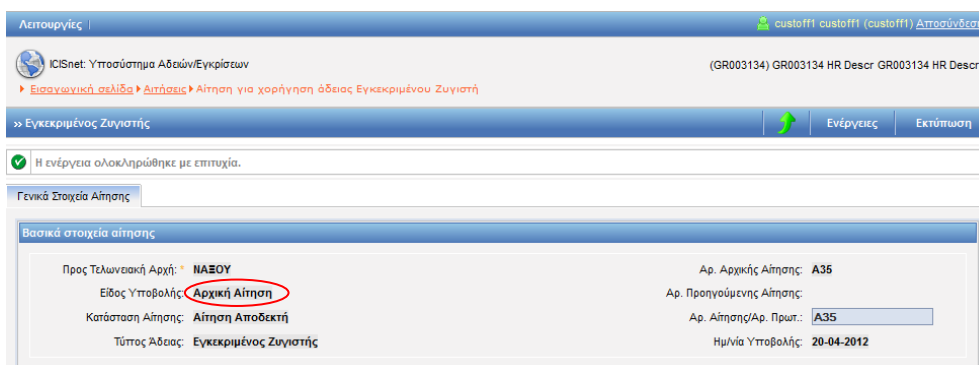 Λειτουργίες
custoff1 custoff1 (custoff1) Αποσύνδεση
ICISnet: Υποσύστημα Αδειών/Εγκρίσεων
(GR003134) GR003134 HR Descr GR003134 HR Descr
Εισαγωγική σελίδα Αιτήσεις Αίτηση για χορήγηση άδειας Εγκεκριμένου Ζυγιστή
» Εγκεκριμένος Ζυγιστής Ενέργειες Εκτύπωση
Η ενέργεια ολοκληρώθηκε με επιτυχία.
Γενικά Στοιχεία Αίτησης
Βασικά στοιχεία αίτησης
Προς Τελωνειακή Αρχή: * ΝΑΞΟΥ Αρ. Αρχικής Αίτησης: A35
Είδος Υποβολής: Αρχική Αίτηση Αρ. Προηγούμενης Αίτησης:
Κατάσταση Αίτησης: Αίτηση Αποδεκτή Αρ. Αίτησης/Αρ. Πρωτ.: A35
Τύπος Άδειας: Εγκεκριμένος Ζυγιστής Ημ/νία Υποβολής: 20-04-2012